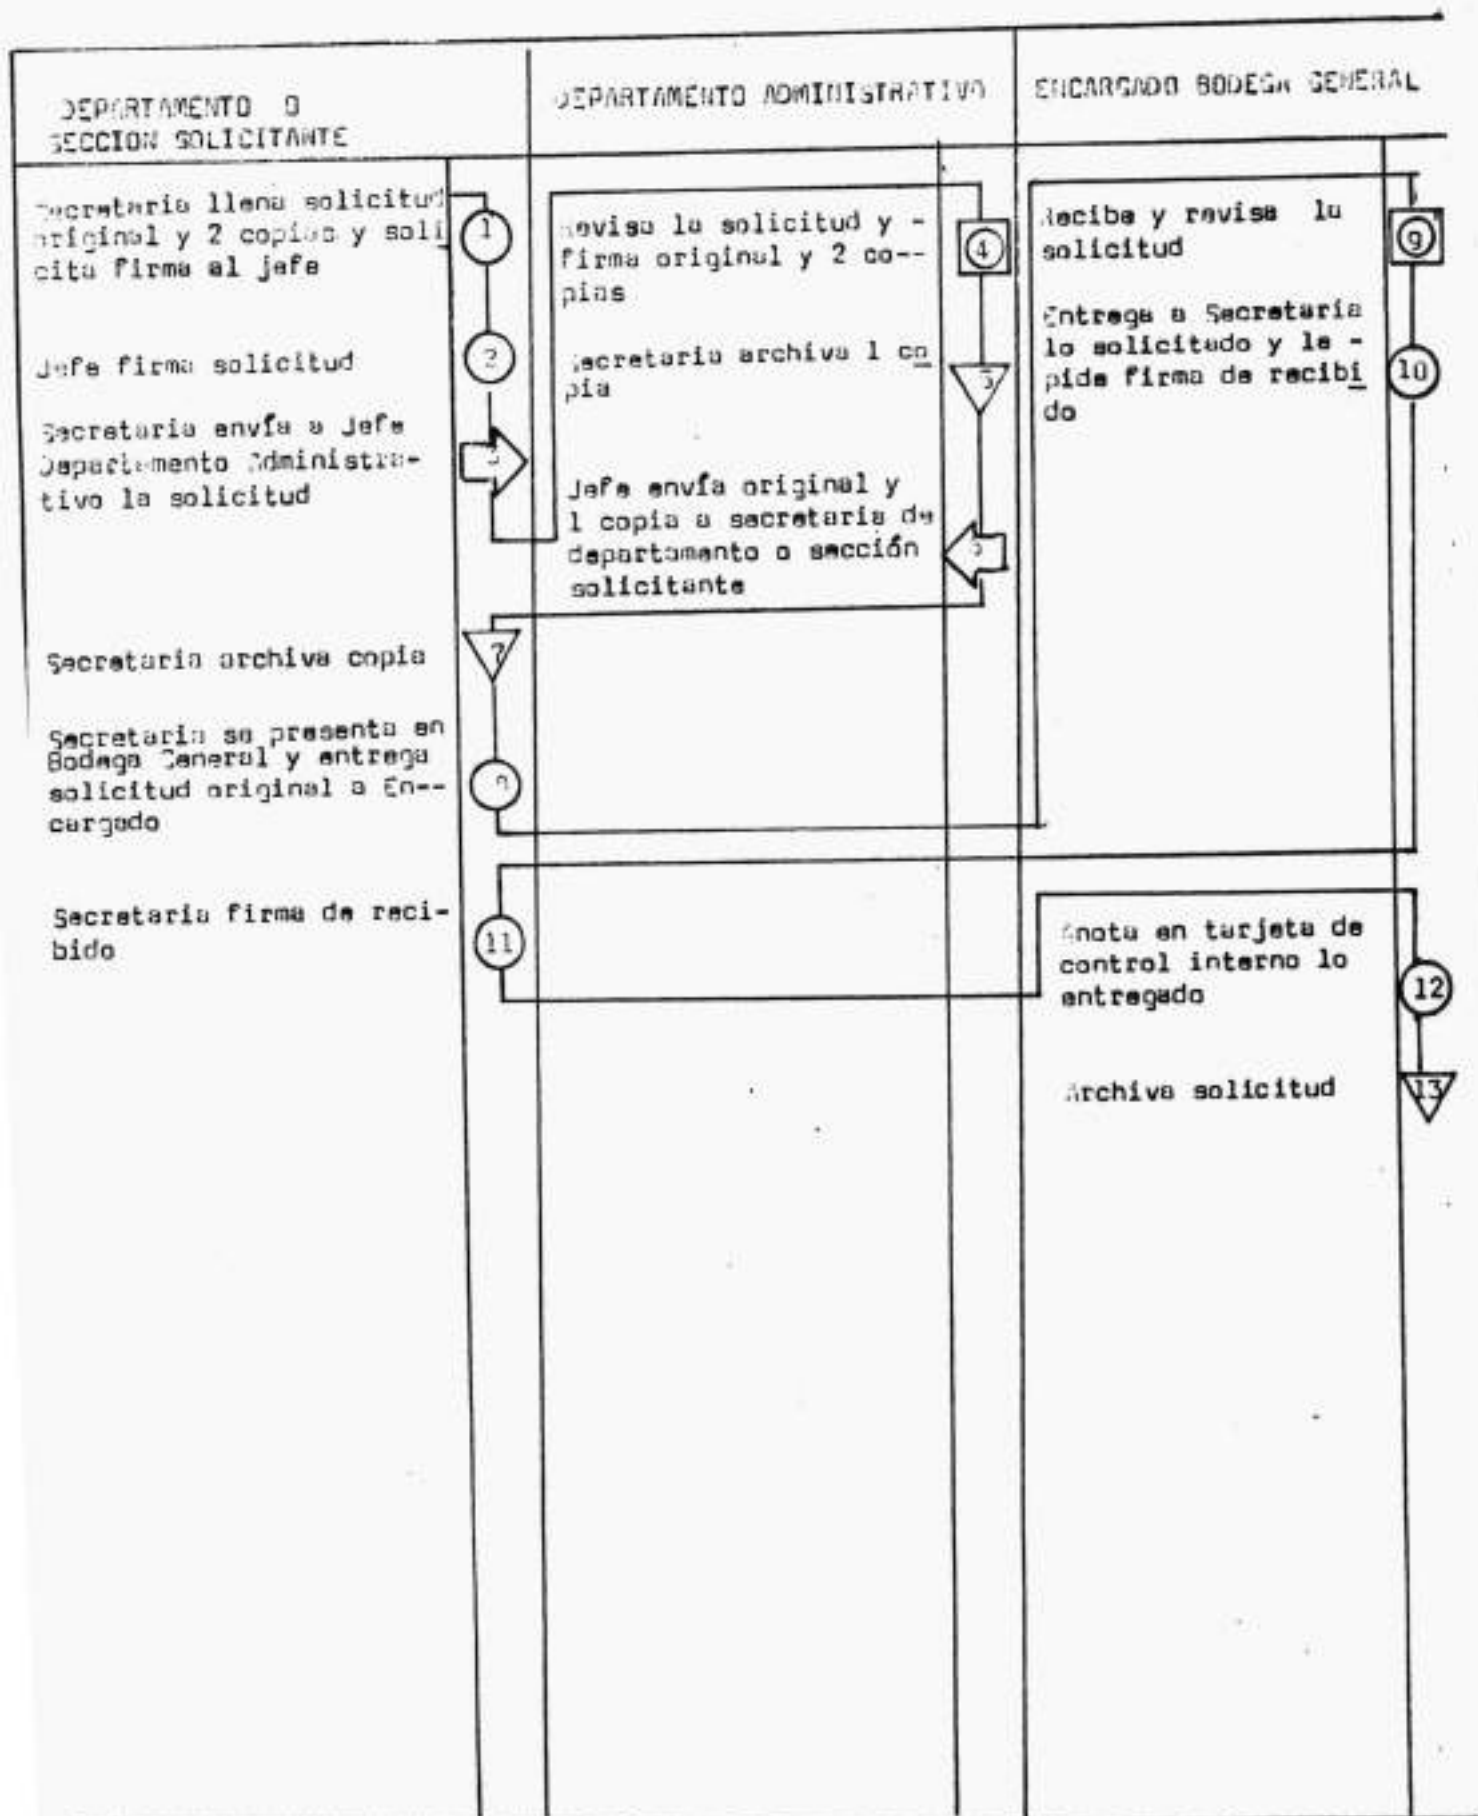 DEPARTAMENTO O
SECCION SOLICITANTE
DEPARTAMENTO ADMINISTRATIVO
ENCARGADO BODEGA GENERAL
Secretaria llena solicitud
original y 2 copias y soli
cita firma al jefe
1
Jefe firma solicitud
2
Secretaria envía a Jefe
Departamento Administra-
tivo la solicitud
Revisa la solicitud y -
firma original y 2 co--
pias
4
Secretaria archiva 1 co
pia
5
Jefe envía original y
1 copia a secretaria de
departamento o sección
solicitante
Secretaria archiva copia
7
Secretaria se presenta en
Bodega General y entrega
solicitud original a En--
cargado
Recibe y revisa la
solicitud
9
Entrega a Secretaria
lo solicitado y le -
pide firma de recibi
do
10
Secretaria firma de reci-
bido
11
Anota en tarjeta de
control interno lo
entregado
12
Archiva solicitud
13